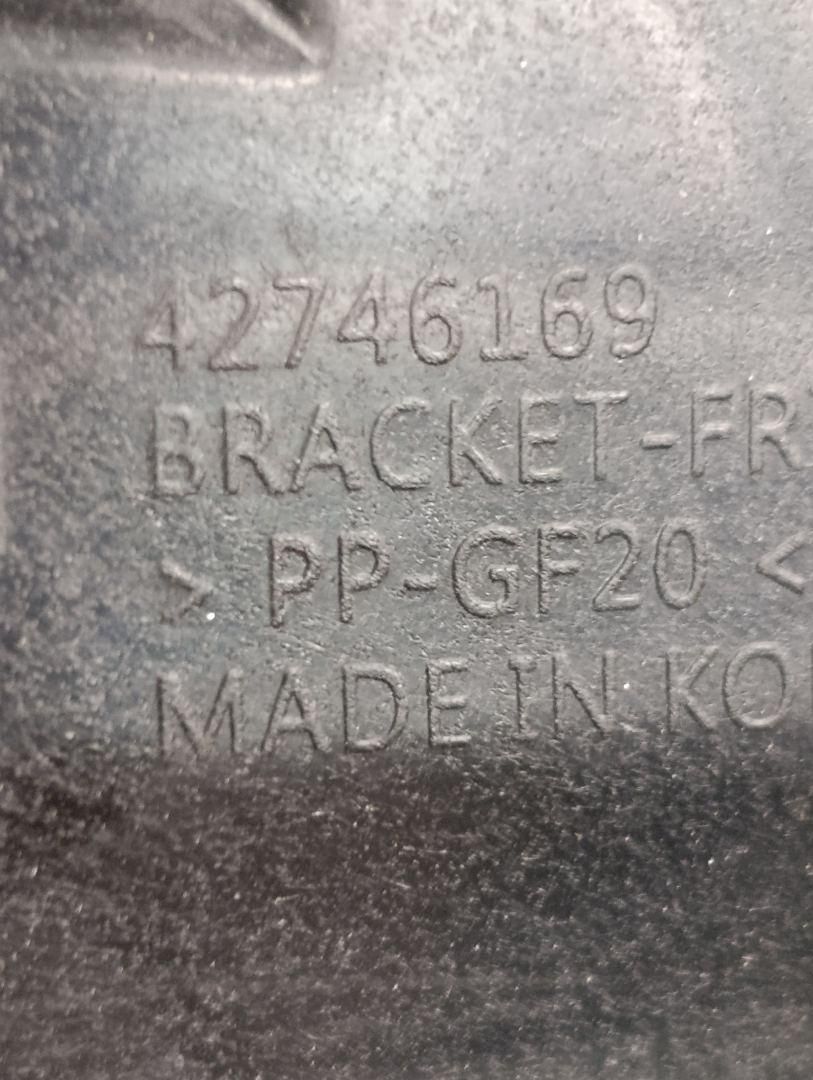 42746169
BRACKET-FR
> PP-GF20 <
MADE IN KO